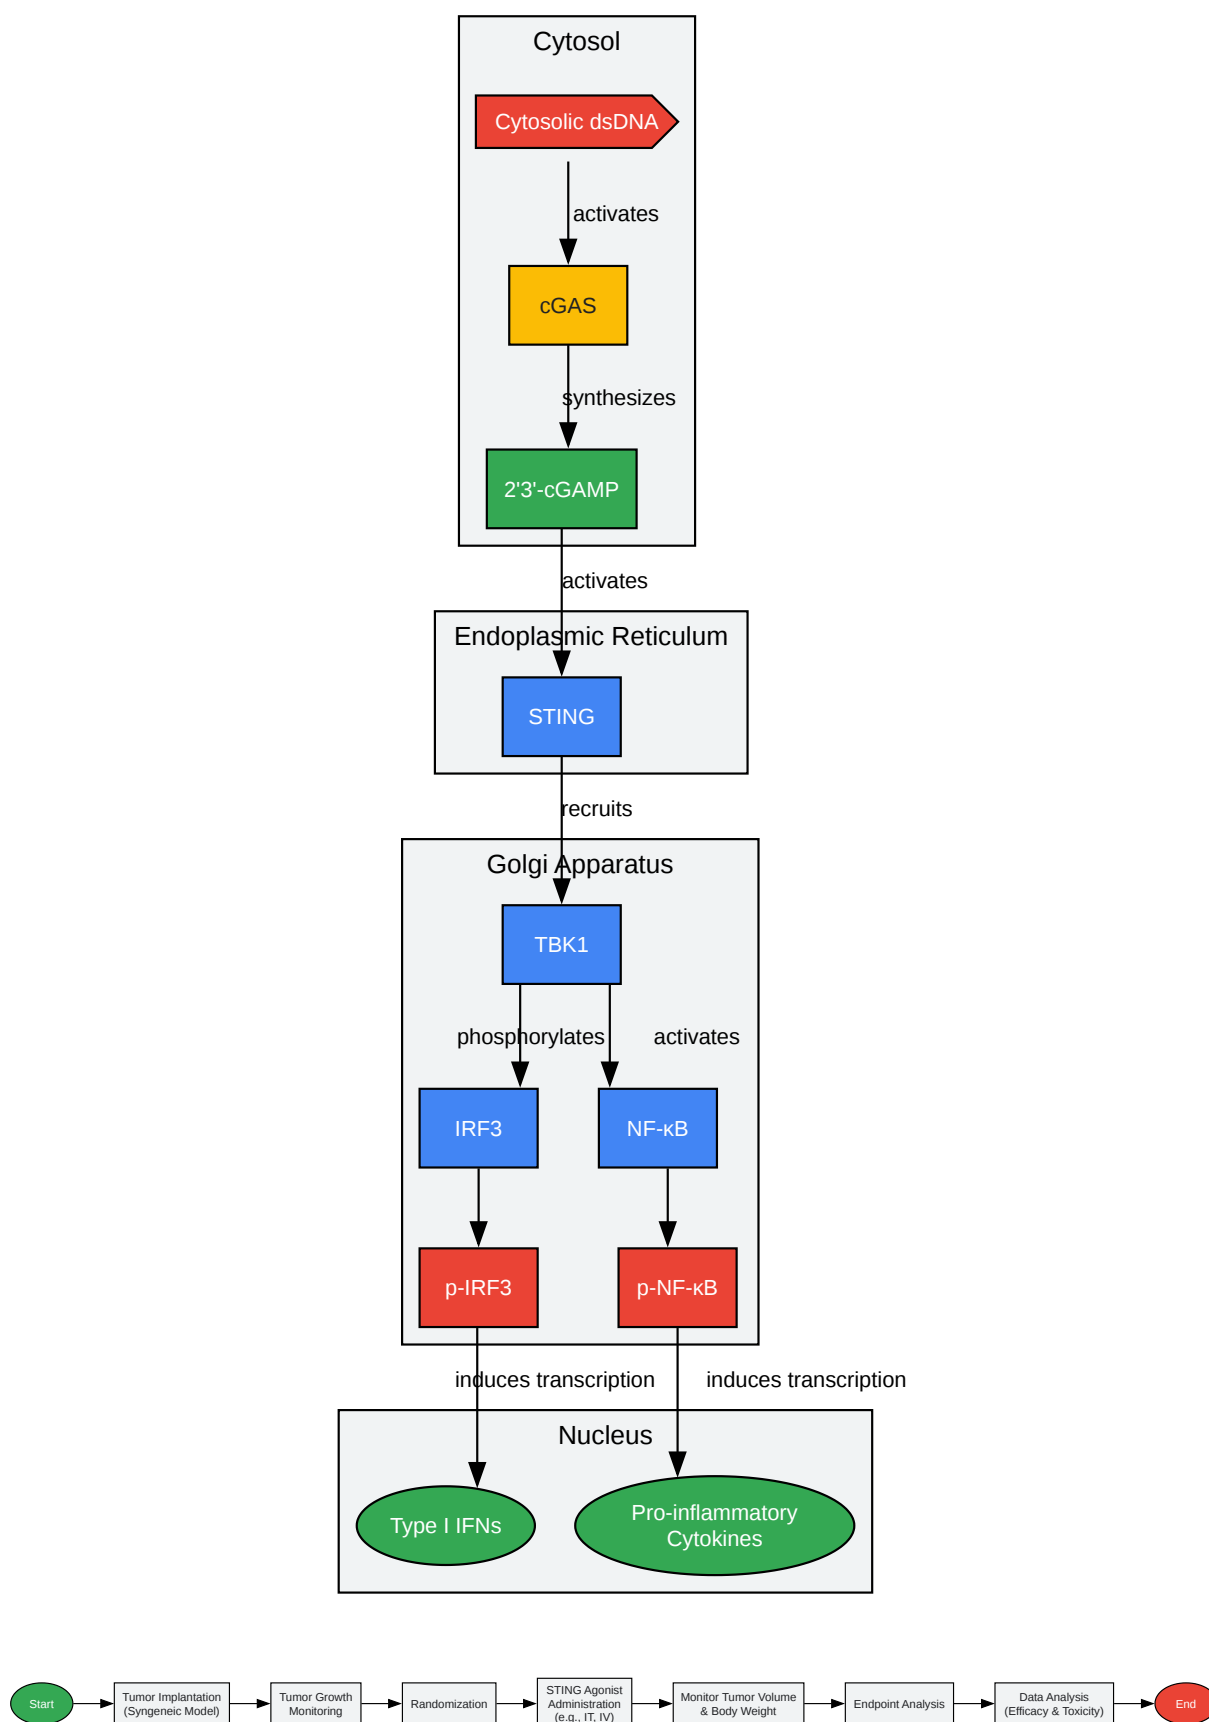 Cytosol
Cytosolic dsDNA
activates
cGAS
synthesizes
2'3'-cGAMP
activates
Endoplasmic Reticulum
STING
recruits
Golgi Apparatus
TBK1
phosphorylates
activates
IRF3
NF-κB
p-IRF3
p-NF-κB
induces transcription
induces transcription
Nucleus
Type I IFNs
Pro-inflammatory
Cytokines
Start
Tumor Implantation
(Syngeneic Model)
Tumor Growth
Monitoring
Randomization
STING Agonist
Administration
(e.g., IT, IV)
Monitor Tumor Volume
& Body Weight
Endpoint Analysis
Data Analysis
(Efficacy & Toxicity)
End